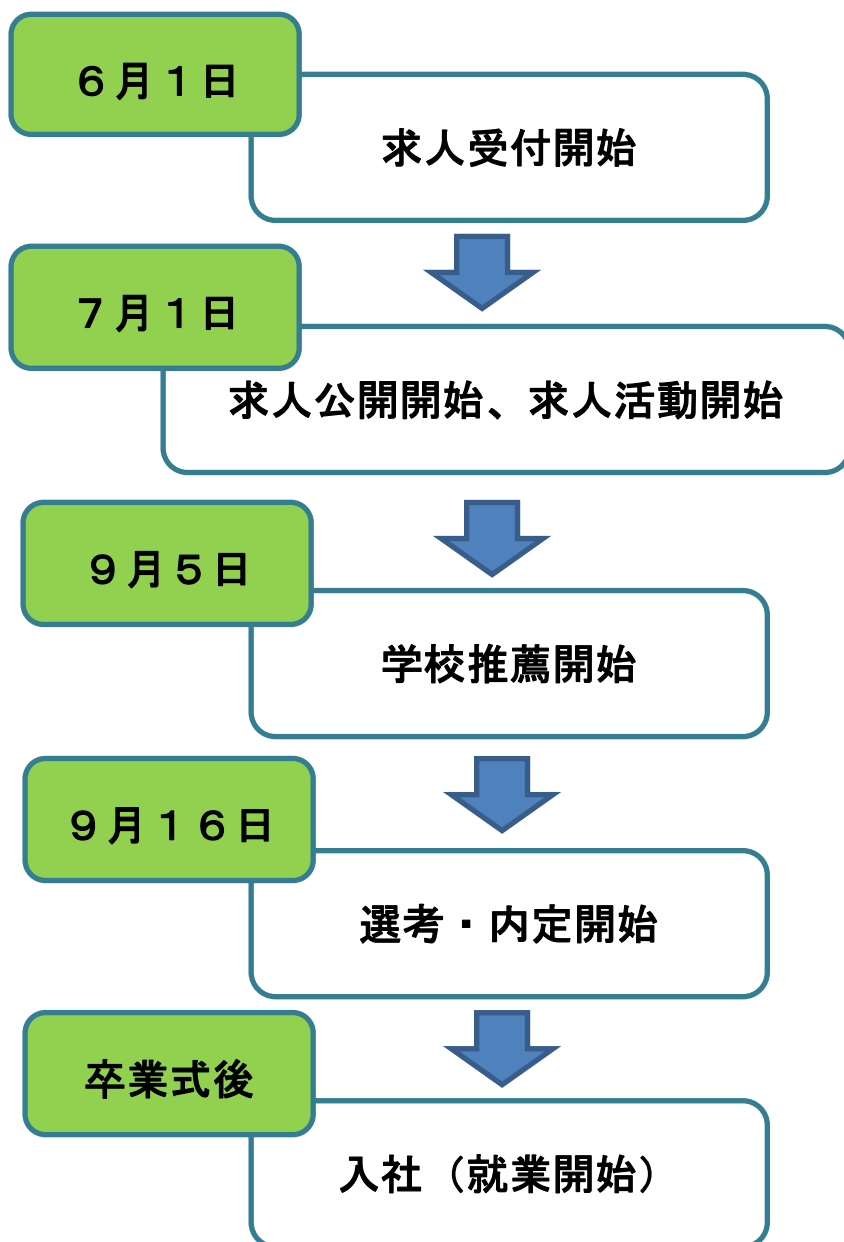 ６月１日
求人受付開始
７月１日
求人公開開始、求人活動開始
９月５日
学校推薦開始
９月１６日
選考・内定開始
卒業式後
入社（就業開始）